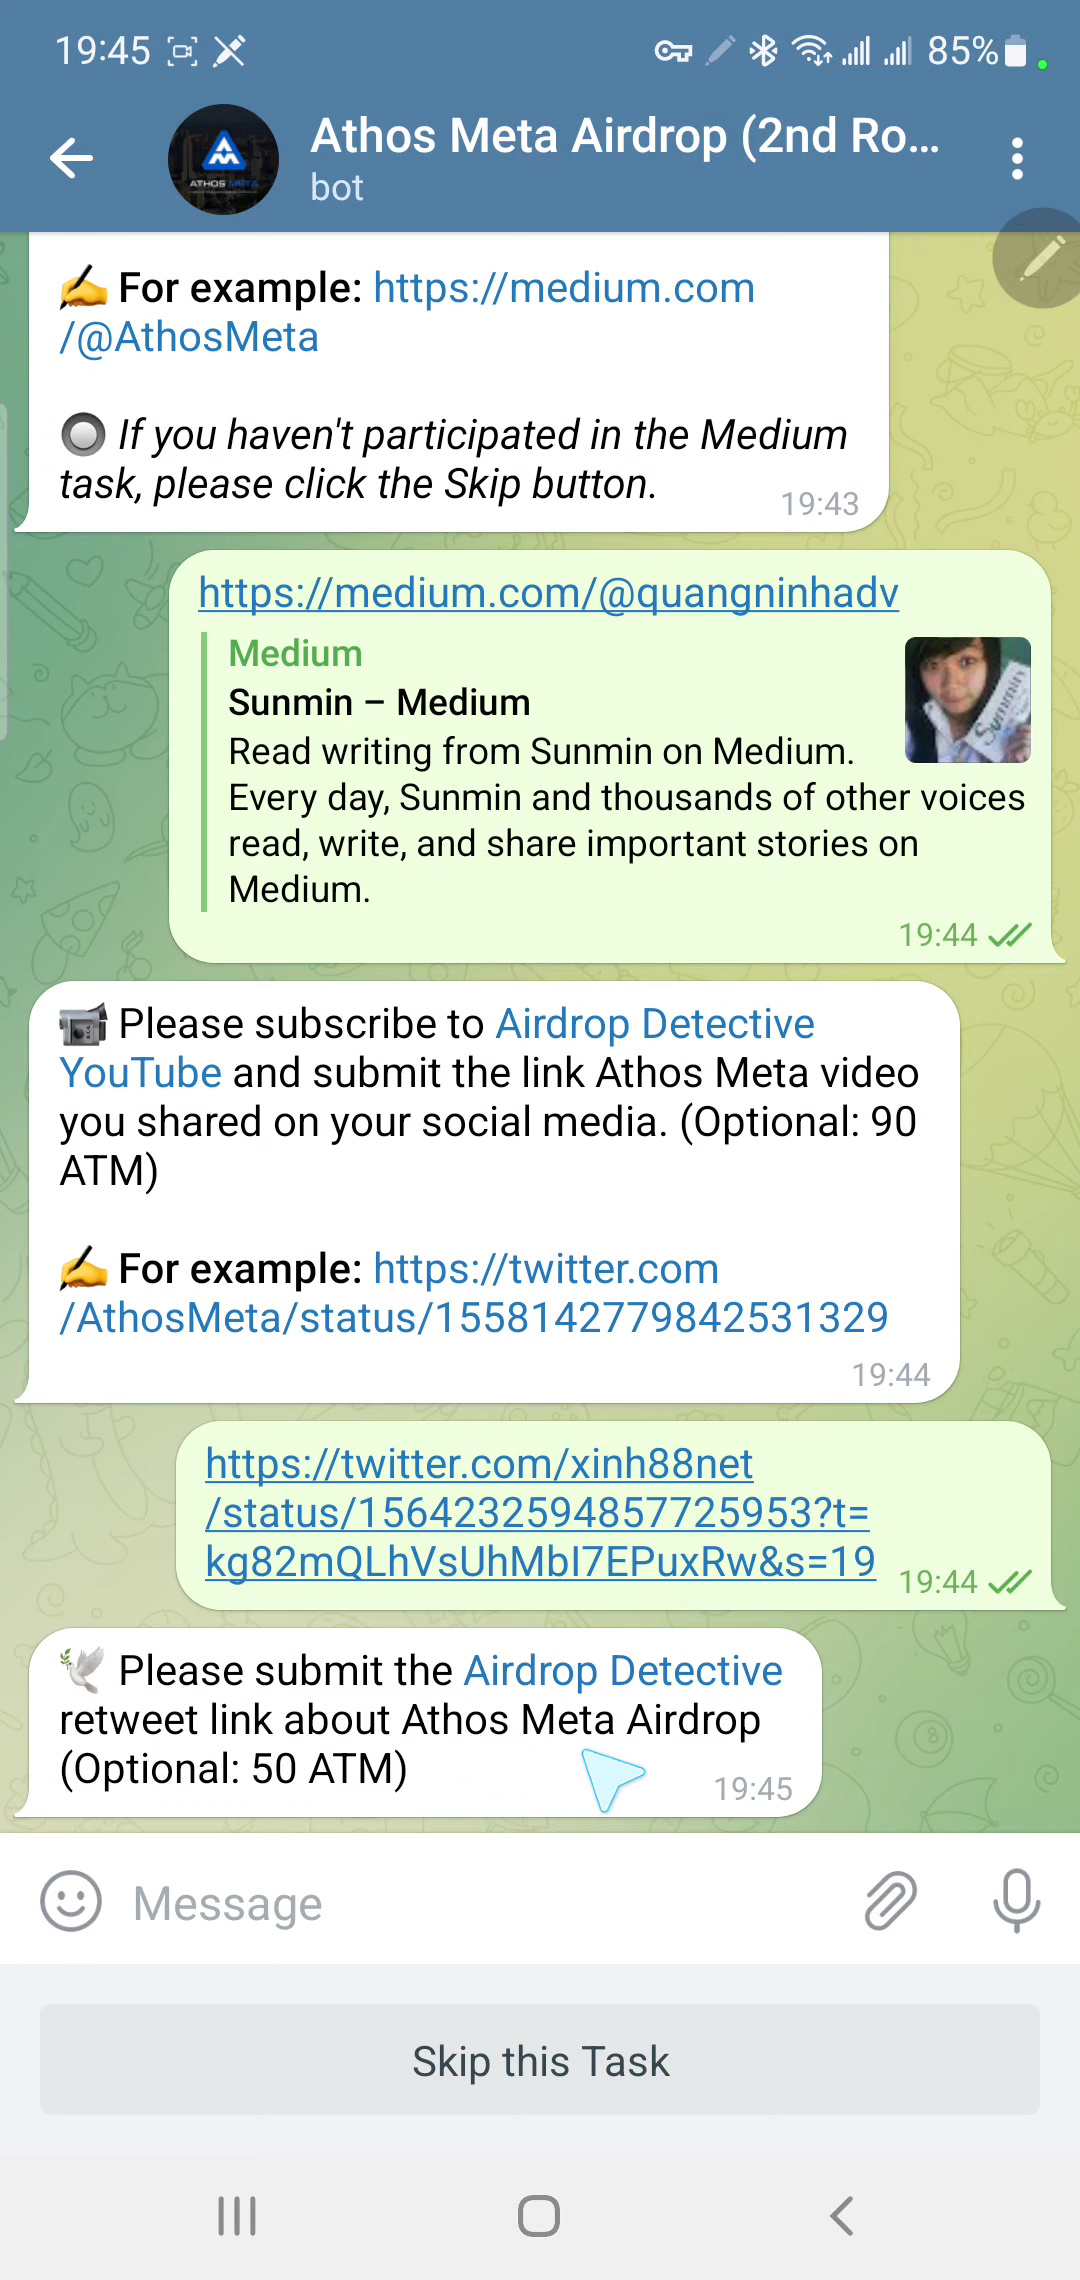 19:45
85%
Athos Meta Airdrop (2nd Ro...
bot
ATHOS META
✍️ For example: https://medium.com
/@AthosMeta
🔘 If you haven't participated in the Medium
task, please click the Skip button.
19:43
https://medium.com/@quangninhadv
Medium
Sunmin – Medium
Sunmin
Read writing from Sunmin on Medium.
Every day, Sunmin and thousands of other voices
read, write, and share important stories on
Medium.
19:44
📹 Please subscribe to Airdrop Detective
YouTube and submit the link Athos Meta video
you shared on your social media. (Optional: 90
ATM)
✍️ For example: https://twitter.com
/AthosMeta/status/1558142779842531329
19:44
https://twitter.com/xinh88net
/status/1564232594857725953?t=
kg82mQLhVsUhMbI7EPuxRw&s=19
19:44
🕊 Please submit the Airdrop Detective
retweet link about Athos Meta Airdrop
(Optional: 50 ATM)
19:45
Message
Skip this Task